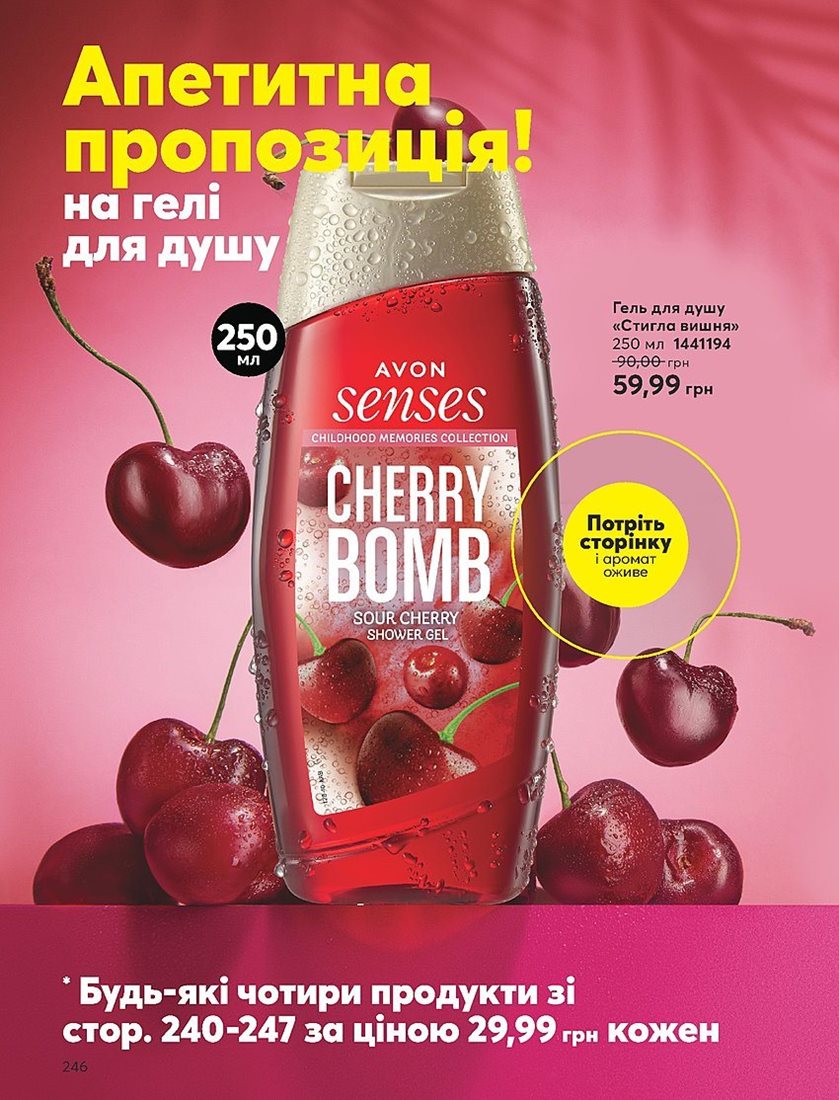 Апетитна
пропозиція!
на гелі
для душу
250
мл
Гель для душу
«Стигла вишня»
250 мл 1441194
90,00 грн
59,99 грн
AVON
senses
CHILDHOOD MEMORIES COLLECTION
CHERRY
BOMB
SOUR CHERRY
SHOWER GEL
Потріть
сторінку
і аромат
оживе
* Будь-які чотири продукти зі
стор. 240-247 за ціною 29,99 грн кожен
246